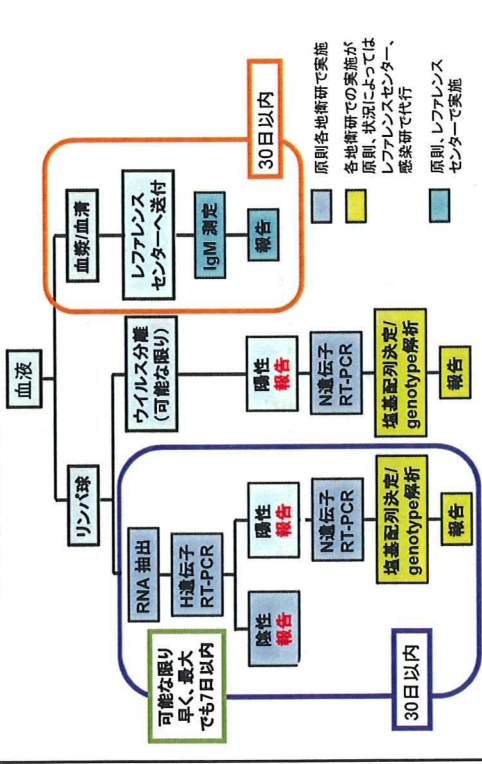 血液
リンパ球
血漿/血清
RNA 抽出
ウイルス分離
(可能な限り)
レファレンス
センターへ送付
H遺伝子
RT-PCR
IgM 測定
報告
陰性
報告
陽性
報告
陽性
報告
N遺伝子
RT-PCR
N遺伝子
RT-PCR
塩基配列決定/
genotype解析
塩基配列決定/
genotype解析
報告
報告
可能な限り
早く、最大
でも7日以内
30日以内
30日以内
原則各地衛研で実施
各地衛研での実施が
原則、状況によっては
レファレンスセンター、
感染研で代行
原則、レファレンス
センターで実施